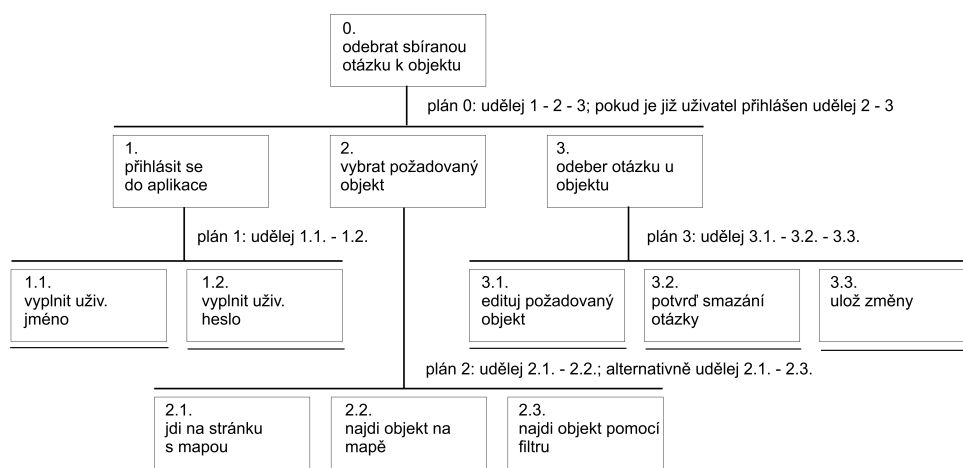 0.
odebrat sbíranou
otázku k objektu
plán 0: udělej 1 - 2 - 3; pokud je již uživatel přihlášen udělej 2 - 3
1.
přihlásit se
do aplikace
2.
vybrat požadovaný
objekt
3.
odeber otázku u
objektu
plán 1: udělej 1.1. - 1.2.
plán 3: udělej 3.1. - 3.2. - 3.3.
1.1.
vyplnit uživ.
jméno
1.2.
vyplnit uživ.
heslo
3.1.
edituj požadovaný
objekt
3.2.
potvrď smazání
otázky
3.3.
ulož změny
plán 2: udělej 2.1. - 2.2.; alternativně udělej 2.1. - 2.3.
2.1.
jdi na stránku
s mapou
2.2.
najdi objekt na
mapě
2.3.
najdi objekt pomocí
filtru